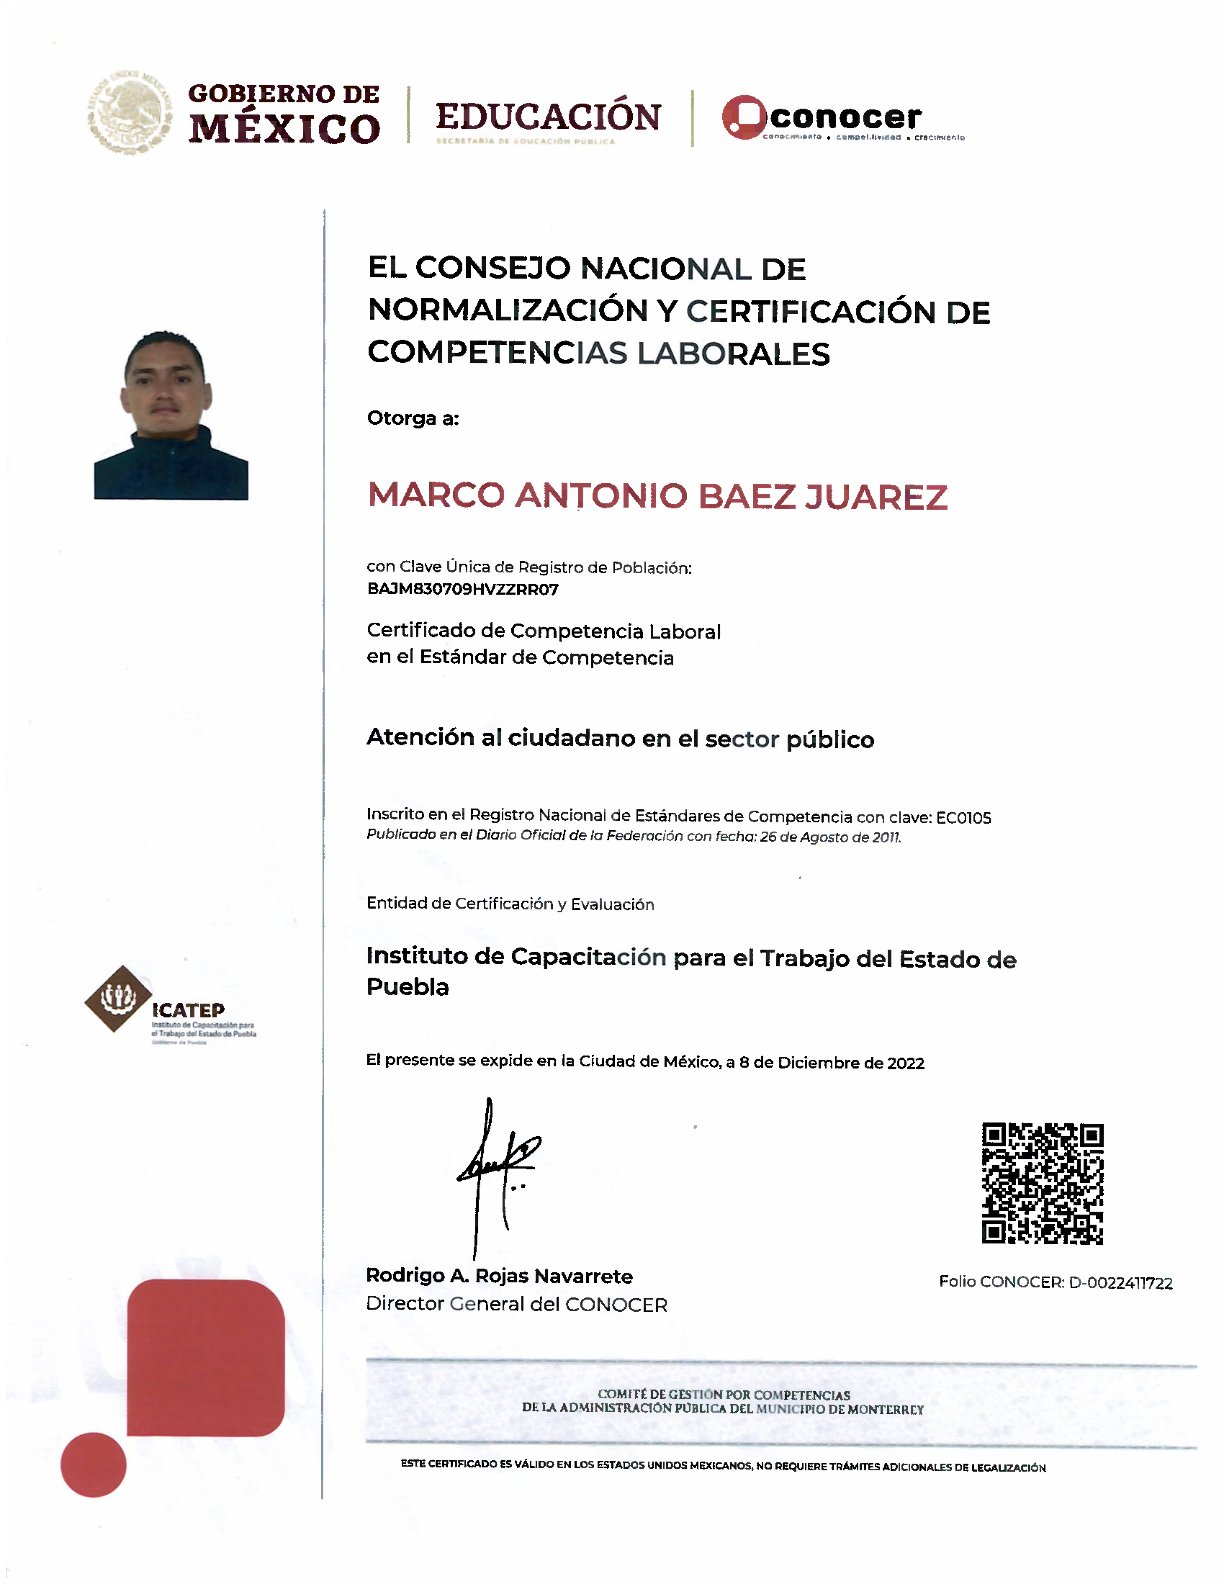 ESTADOS UNIDOS MEXICANOS
GOBIERNO DE
MÉXICO
EDUCACIÓN
SECRETARÍA DE EDUCACIÓN PÚBLICA
conocer
conocimiento • competitividad • crecimiento
EL CONSEJO NACIONAL DE
NORMALIZACIÓN Y CERTIFICACIÓN DE
COMPETENCIAS LABORALES
Otorga a:
MARCO ANTONIO BAEZ JUAREZ
con Clave Única de Registro de Población:
BAJM830709HVZZRR07
Certificado de Competencia Laboral
en el Estándar de Competencia
Atención al ciudadano en el sector público
Inscrito en el Registro Nacional de Estándares de Competencia con clave: EC0105
Publicado en el Diario Oficial de la Federación con fecha: 26 de Agosto de 2011.
Entidad de Certificación y Evaluación
Instituto de Capacitación para el Trabajo del Estado de
Puebla
ICATEP
Instituto de Capacitación para
el Trabajo del Estado de Puebla
Gobierno de Puebla
El presente se expide en la Ciudad de México, a 8 de Diciembre de 2022
Rodrigo A. Rojas Navarrete
Director General del CONOCER
Folio CONOCER: D-0022411722
COMITÉ DE GESTIÓN POR COMPETENCIAS
DE LA ADMINISTRACIÓN PÚBLICA DEL MUNICIPIO DE MONTERREY
ESTE CERTIFICADO ES VÁLIDO EN LOS ESTADOS UNIDOS MEXICANOS, NO REQUIERE TRÁMITES ADICIONALES DE LEGALIZACIÓN